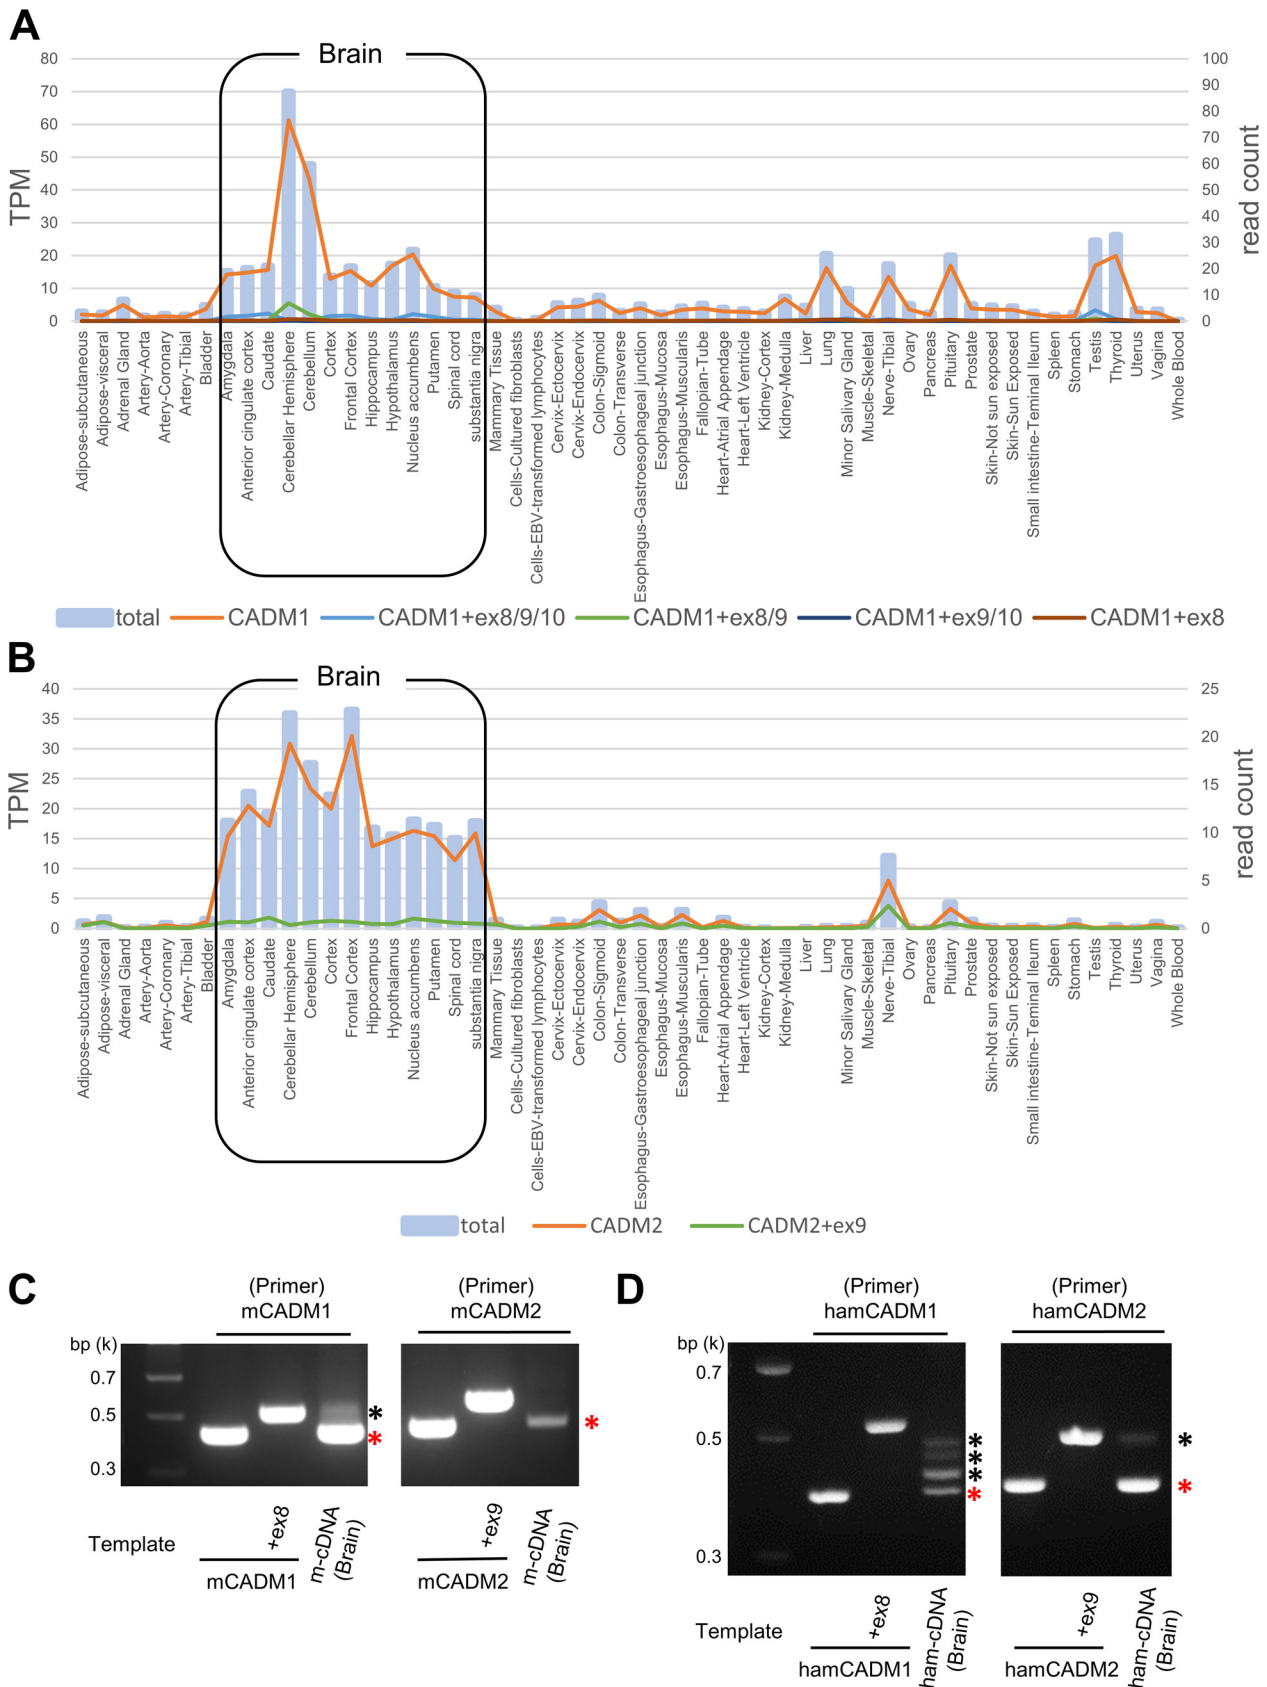 A
Brain
TPM
read count
80
70
60
50
40
30
20
10
0
100
90
80
70
60
50
40
30
20
10
0
Adipose-subcutaneous
Adipose-visceral
Adrenal Gland
Artery-Aorta
Artery-Coronary
Artery-Tibial
Bladder
Amygdala
Anterior cingulate cortex
Caudate
Cerebellar Hemisphere
Cerebellum
Cortex
Frontal Cortex
Hippocampus
Hypothalamus
Nucleus accumbens
Putamen
Spinal cord
substantia nigra
Mammary Tissue
Cells-Cultured fibroblasts
Cells-EBV-transformed lymphocytes
Cervix-Ectocervix
Cervix-Endocervix
Colon-Sigmoid
Colon-Transverse
Esophagus-Gastroesophageal junction
Esophagus-Mucosa
Esophagus-Muscularis
Fallopian-Tube
Heart-Atrial Appendage
Heart-Left Ventricle
Kidney-Cortex
Kidney-Medulla
Liver
Lung
Minor Salivary Gland
Muscle-Skeletal
Nerve-Tibial
Ovary
Pancreas
Pituitary
Prostate
Skin-Not sun exposed
Skin-Sun Exposed
Small intestine-Teminal Ileum
Spleen
Stomach
Testis
Thyroid
Uterus
Vagina
Whole Blood
total CADM1 CADM1+ex8/9/10 CADM1+ex8/9 CADM1+ex9/10 CADM1+ex8
B
Brain
TPM
read count
40
35
30
25
20
15
10
5
0
25
20
15
10
5
0
Adipose-subcutaneous
Adipose-visceral
Adrenal Gland
Artery-Aorta
Artery-Coronary
Artery-Tibial
Bladder
Amygdala
Anterior cingulate cortex
Caudate
Cerebellar Hemisphere
Cerebellum
Cortex
Frontal Cortex
Hippocampus
Hypothalamus
Nucleus accumbens
Putamen
Spinal cord
substantia nigra
Mammary Tissue
Cells-Cultured fibroblasts
Cells-EBV-transformed lymphocytes
Cervix-Ectocervix
Cervix-Endocervix
Colon-Sigmoid
Colon-Transverse
Esophagus-Gastroesophageal junction
Esophagus-Mucosa
Esophagus-Muscularis
Fallopian-Tube
Heart-Atrial Appendage
Heart-Left Ventricle
Kidney-Cortex
Kidney-Medulla
Liver
Lung
Minor Salivary Gland
Muscle-Skeletal
Nerve-Tibial
Ovary
Pancreas
Pituitary
Prostate
Skin-Not sun exposed
Skin-Sun Exposed
Small intestine-Teminal Ileum
Spleen
Stomach
Testis
Thyroid
Uterus
Vagina
Whole Blood
total CADM2 CADM2+ex9
C
(Primer)
mCADM1
(Primer)
mCADM2
bp (k)
0.7
0.5
0.3
*
*
*
Template
+ex8
m-cDNA
(Brain)
mCADM1
+ex9
m-cDNA
(Brain)
mCADM2
D
(Primer)
hamCADM1
(Primer)
hamCADM2
bp (k)
0.7
0.5
0.3
*
*
*
*
*
*
Template
+ex8
ham-cDNA
(Brain)
hamCADM1
+ex9
ham-cDNA
(Brain)
hamCADM2